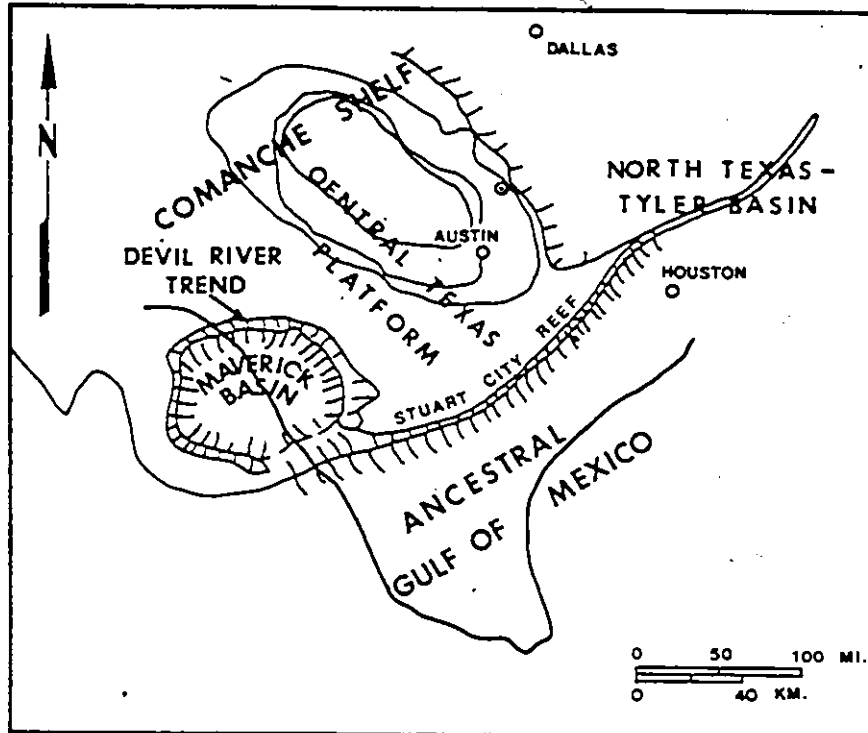 DALLAS
N
COMANCHE SHELF
NORTH TEXAS-
TYLER BASIN
CENTRAL TEXAS
PLATFORM
AUSTIN
DEVIL RIVER
TREND
HOUSTON
MAVERICK
BASIN
STUART CITY REEF
ANCESTRAL
GULF OF MEXICO
0 50 100 MI.
0 40 KM.